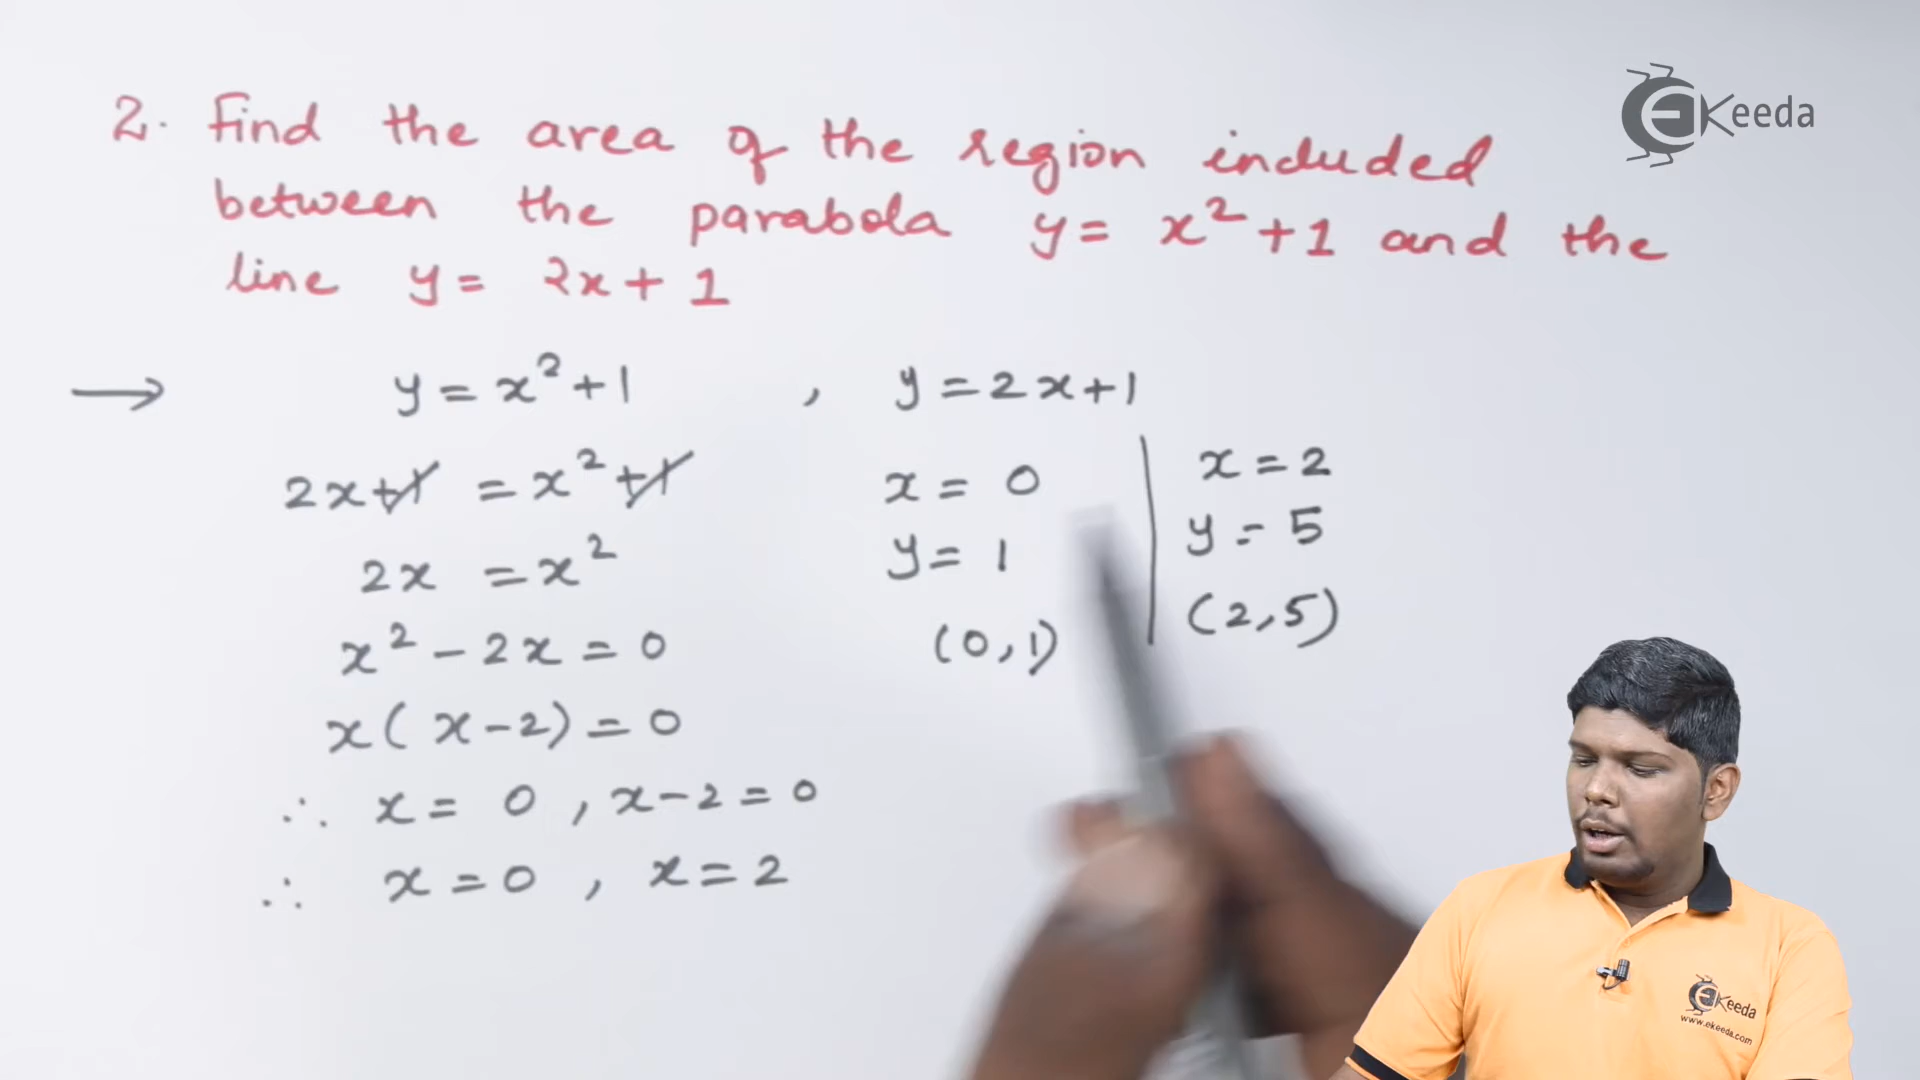 EKeeda
2. Find the area of the region included
between the parabola y = x² + 1 and the
line y = 2x + 1
→ y = x² + 1 , y = 2x + 1
2x + 1 = x² + 1
2x = x²
x² - 2x = 0
x ( x - 2) = 0
∴ x = 0 , x - 2 = 0
∴ x = 0 , x = 2
x = 0
y = 1
(0, 1)
x = 2
y = 5
(2, 5)
EKeeda
www.ekeeda.com